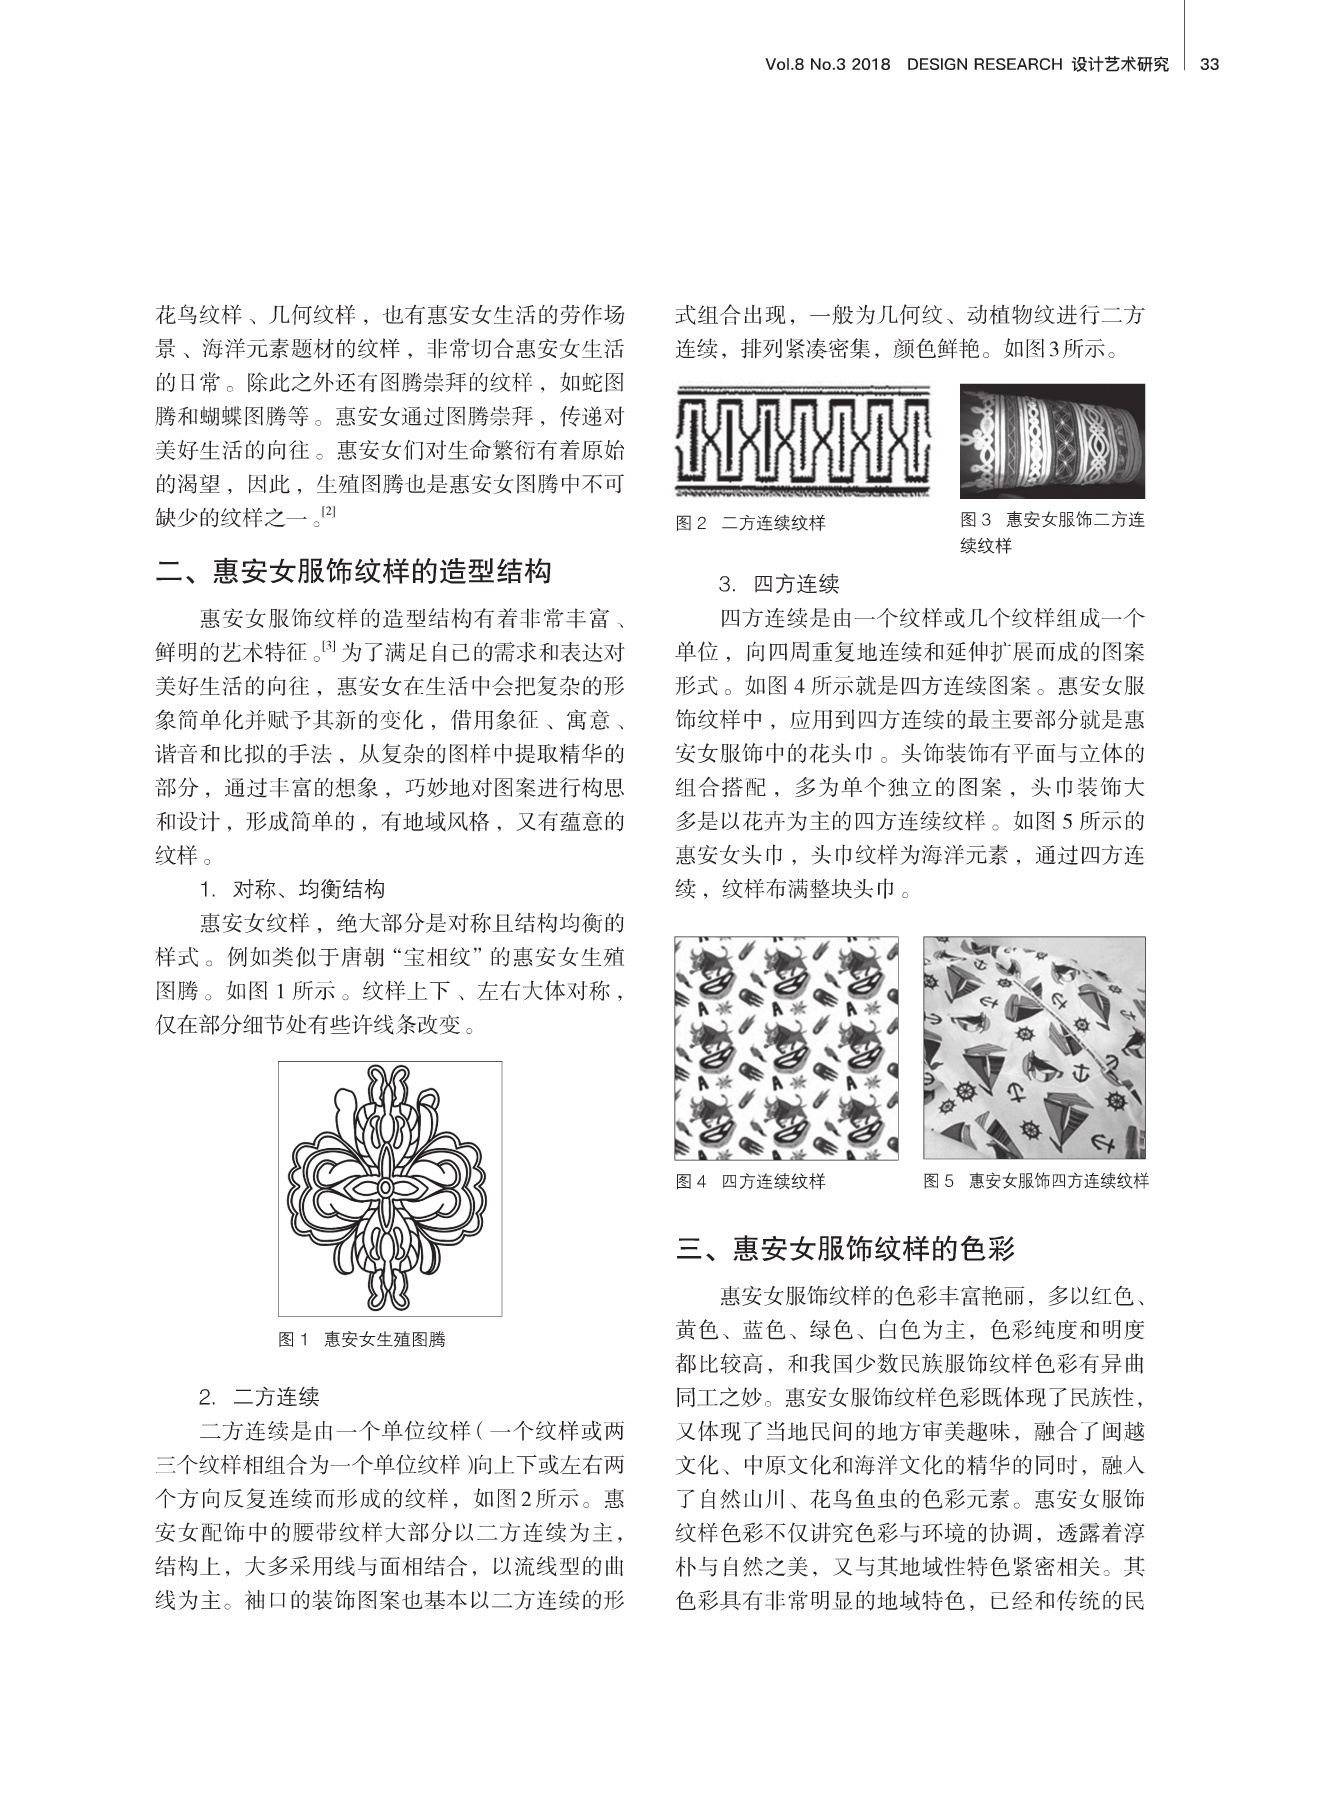 Vol.8 No.3 2018 DESIGN RESEARCH 设计艺术研究 33
花鸟纹样、几何纹样，也有惠安女生活的劳作场
景、海洋元素题材的纹样，非常切合惠安女生活
的日常。除此之外还有图腾崇拜的纹样，如蛇图
腾和蝴蝶图腾等。惠安女通过图腾崇拜，传递对
美好生活的向往。惠安女们对生命繁衍有着原始
的渴望，因此，生殖图腾也是惠安女图腾中不可
缺少的纹样之一。[2]
二、惠安女服饰纹样的造型结构
惠安女服饰纹样的造型结构有着非常丰富、
鲜明的艺术特征。[3]为了满足自己的需求和表达对
美好生活的向往，惠安女在生活中会把复杂的形
象简单化并赋予其新的变化，借用象征、寓意、
谐音和比拟的手法，从复杂的图样中提取精华的
部分，通过丰富的想象，巧妙地对图案进行构思
和设计，形成简单的，有地域风格，又有蕴意的
纹样。
1. 对称、均衡结构
惠安女纹样，绝大部分是对称且结构均衡的
样式。例如类似于唐朝“宝相纹”的惠安女生殖
图腾。如图 1 所示。纹样上下、左右大体对称，
仅在部分细节处有些许线条改变。
图 1 惠安女生殖图腾
2. 二方连续
二方连续是由一个单位纹样（一个纹样或两
三个纹样相组合为一个单位纹样）向上下或左右两
个方向反复连续而形成的纹样，如图2所示。惠
安女配饰中的腰带纹样大部分以二方连续为主，
结构上，大多采用线与面相结合，以流线型的曲
线为主。袖口的装饰图案也基本以二方连续的形
式组合出现，一般为几何纹、动植物纹进行二方
连续，排列紧凑密集，颜色鲜艳。如图3所示。
图 2 二方连续纹样
图 3 惠安女服饰二方连
续纹样
3. 四方连续
四方连续是由一个纹样或几个纹样组成一个
单位，向四周重复地连续和延伸扩展而成的图案
形式。如图 4 所示就是四方连续图案。惠安女服
饰纹样中，应用到四方连续的最主要部分就是惠
安女服饰中的花头巾。头饰装饰有平面与立体的
组合搭配，多为单个独立的图案，头巾装饰大
多是以花卉为主的四方连续纹样。如图 5 所示的
惠安女头巾，头巾纹样为海洋元素，通过四方连
续，纹样布满整块头巾。
图 4 四方连续纹样
图 5 惠安女服饰四方连续纹样
三、惠安女服饰纹样的色彩
惠安女服饰纹样的色彩丰富艳丽，多以红色、
黄色、蓝色、绿色、白色为主，色彩纯度和明度
都比较高，和我国少数民族服饰纹样色彩有异曲
同工之妙。惠安女服饰纹样色彩既体现了民族性，
又体现了当地民间的地方审美趣味，融合了闽越
文化、中原文化和海洋文化的精华的同时，融入
了自然山川、花鸟鱼虫的色彩元素。惠安女服饰
纹样色彩不仅讲究色彩与环境的协调，透露着淳
朴与自然之美，又与其地域性特色紧密相关。其
色彩具有非常明显的地域特色，已经和传统的民